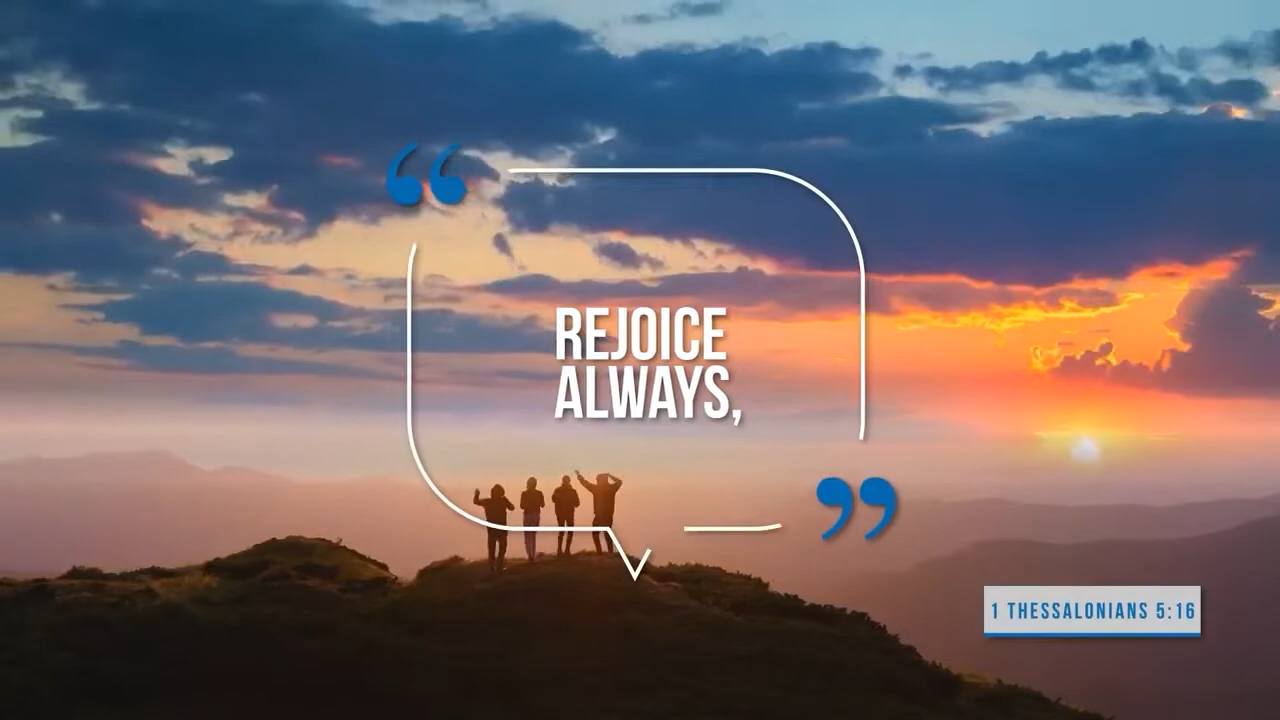 “
REJOICE
ALWAYS,
”
1 THESSALONIANS 5:16